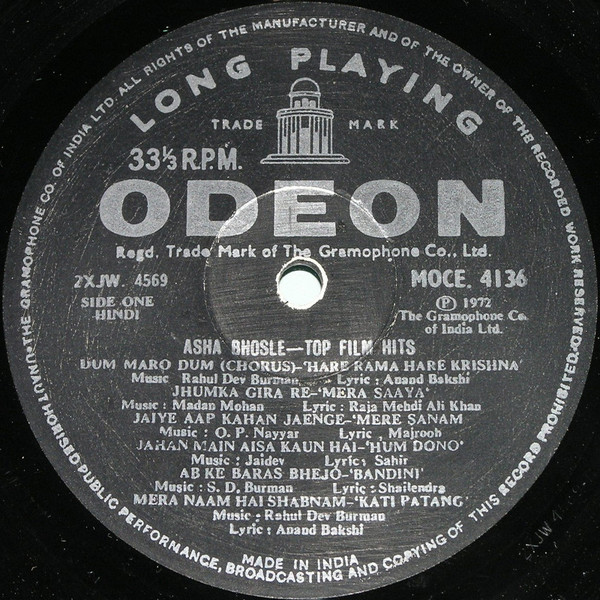 THE GRAMOPHONE CO. OF INDIA LTD. ALL RIGHTS OF THE MANUFACTURER AND OF THE OWNER OF THE RECORDED WORK RESERVED.
LONG PLAYING
TRADE MARK
33⅓ R.P.M.
ODEON
Regd. Trade Mark of The Gramophone Co., Ltd.
2XJW. 4569 MOCE. 4136
SIDE ONE Ⓟ 1972
HINDI The Gramophone Co.
of India Ltd.
ASHA BHOSLE—TOP FILM HITS
DUM MARO DUM (CHORUS)-'HARE RAMA HARE KRISHNA'
Music Rahul Dev Burman, Lyric: Anand Bakshi
JHUMKA GIRA RE-'MERA SAAYA'
Music: Madan Mohan Lyric: Raja Mehdi Ali Khan
JAIYE AAP KAHAN JAENGE-'MERE SANAM
Music: O. P. Nayyar Lyric, Majrooh
JAHAN MAIN AISA KAUN HAI-'HUM DONO'
Music: Jaidev Lyric: Sahir
AB KE BARAS BHEJO-'BANDINI'
Music: S. D. Burman Lyric: Shailendra
MERA NAAM HAI SHABNAM-'KATI PATANG'
Music: Rahul Dev Burman
Lyric: Anand Bakshi
MADE IN INDIA
UNAUTHORISED PUBLIC PERFORMANCE, BROADCASTING AND COPYING OF THIS RECORD PROHIBITED.